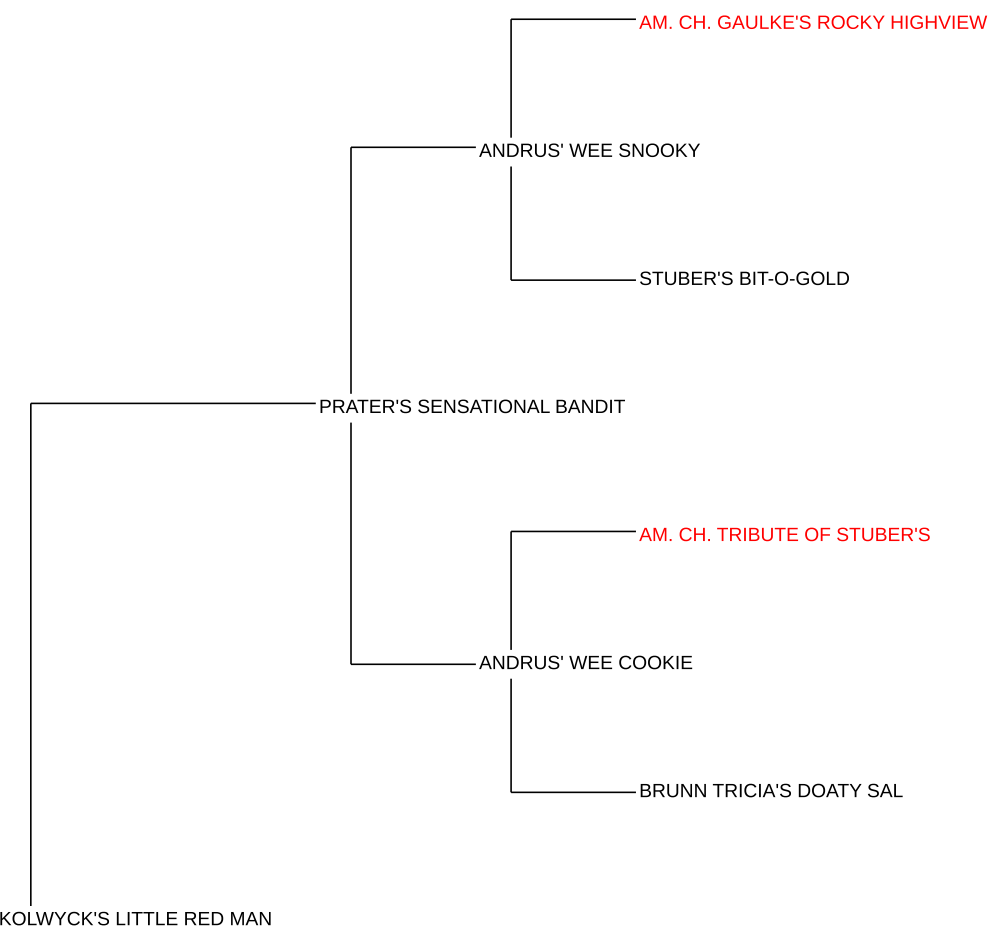 AM. CH. GAULKE'S ROCKY HIGHVIEW
ANDRUS' WEE SNOOKY
STUBER'S BIT-O-GOLD
PRATER'S SENSATIONAL BANDIT
AM. CH. TRIBUTE OF STUBER'S
ANDRUS' WEE COOKIE
BRUNN TRICIA'S DOATY SAL
KOLWYCK'S LITTLE RED MAN